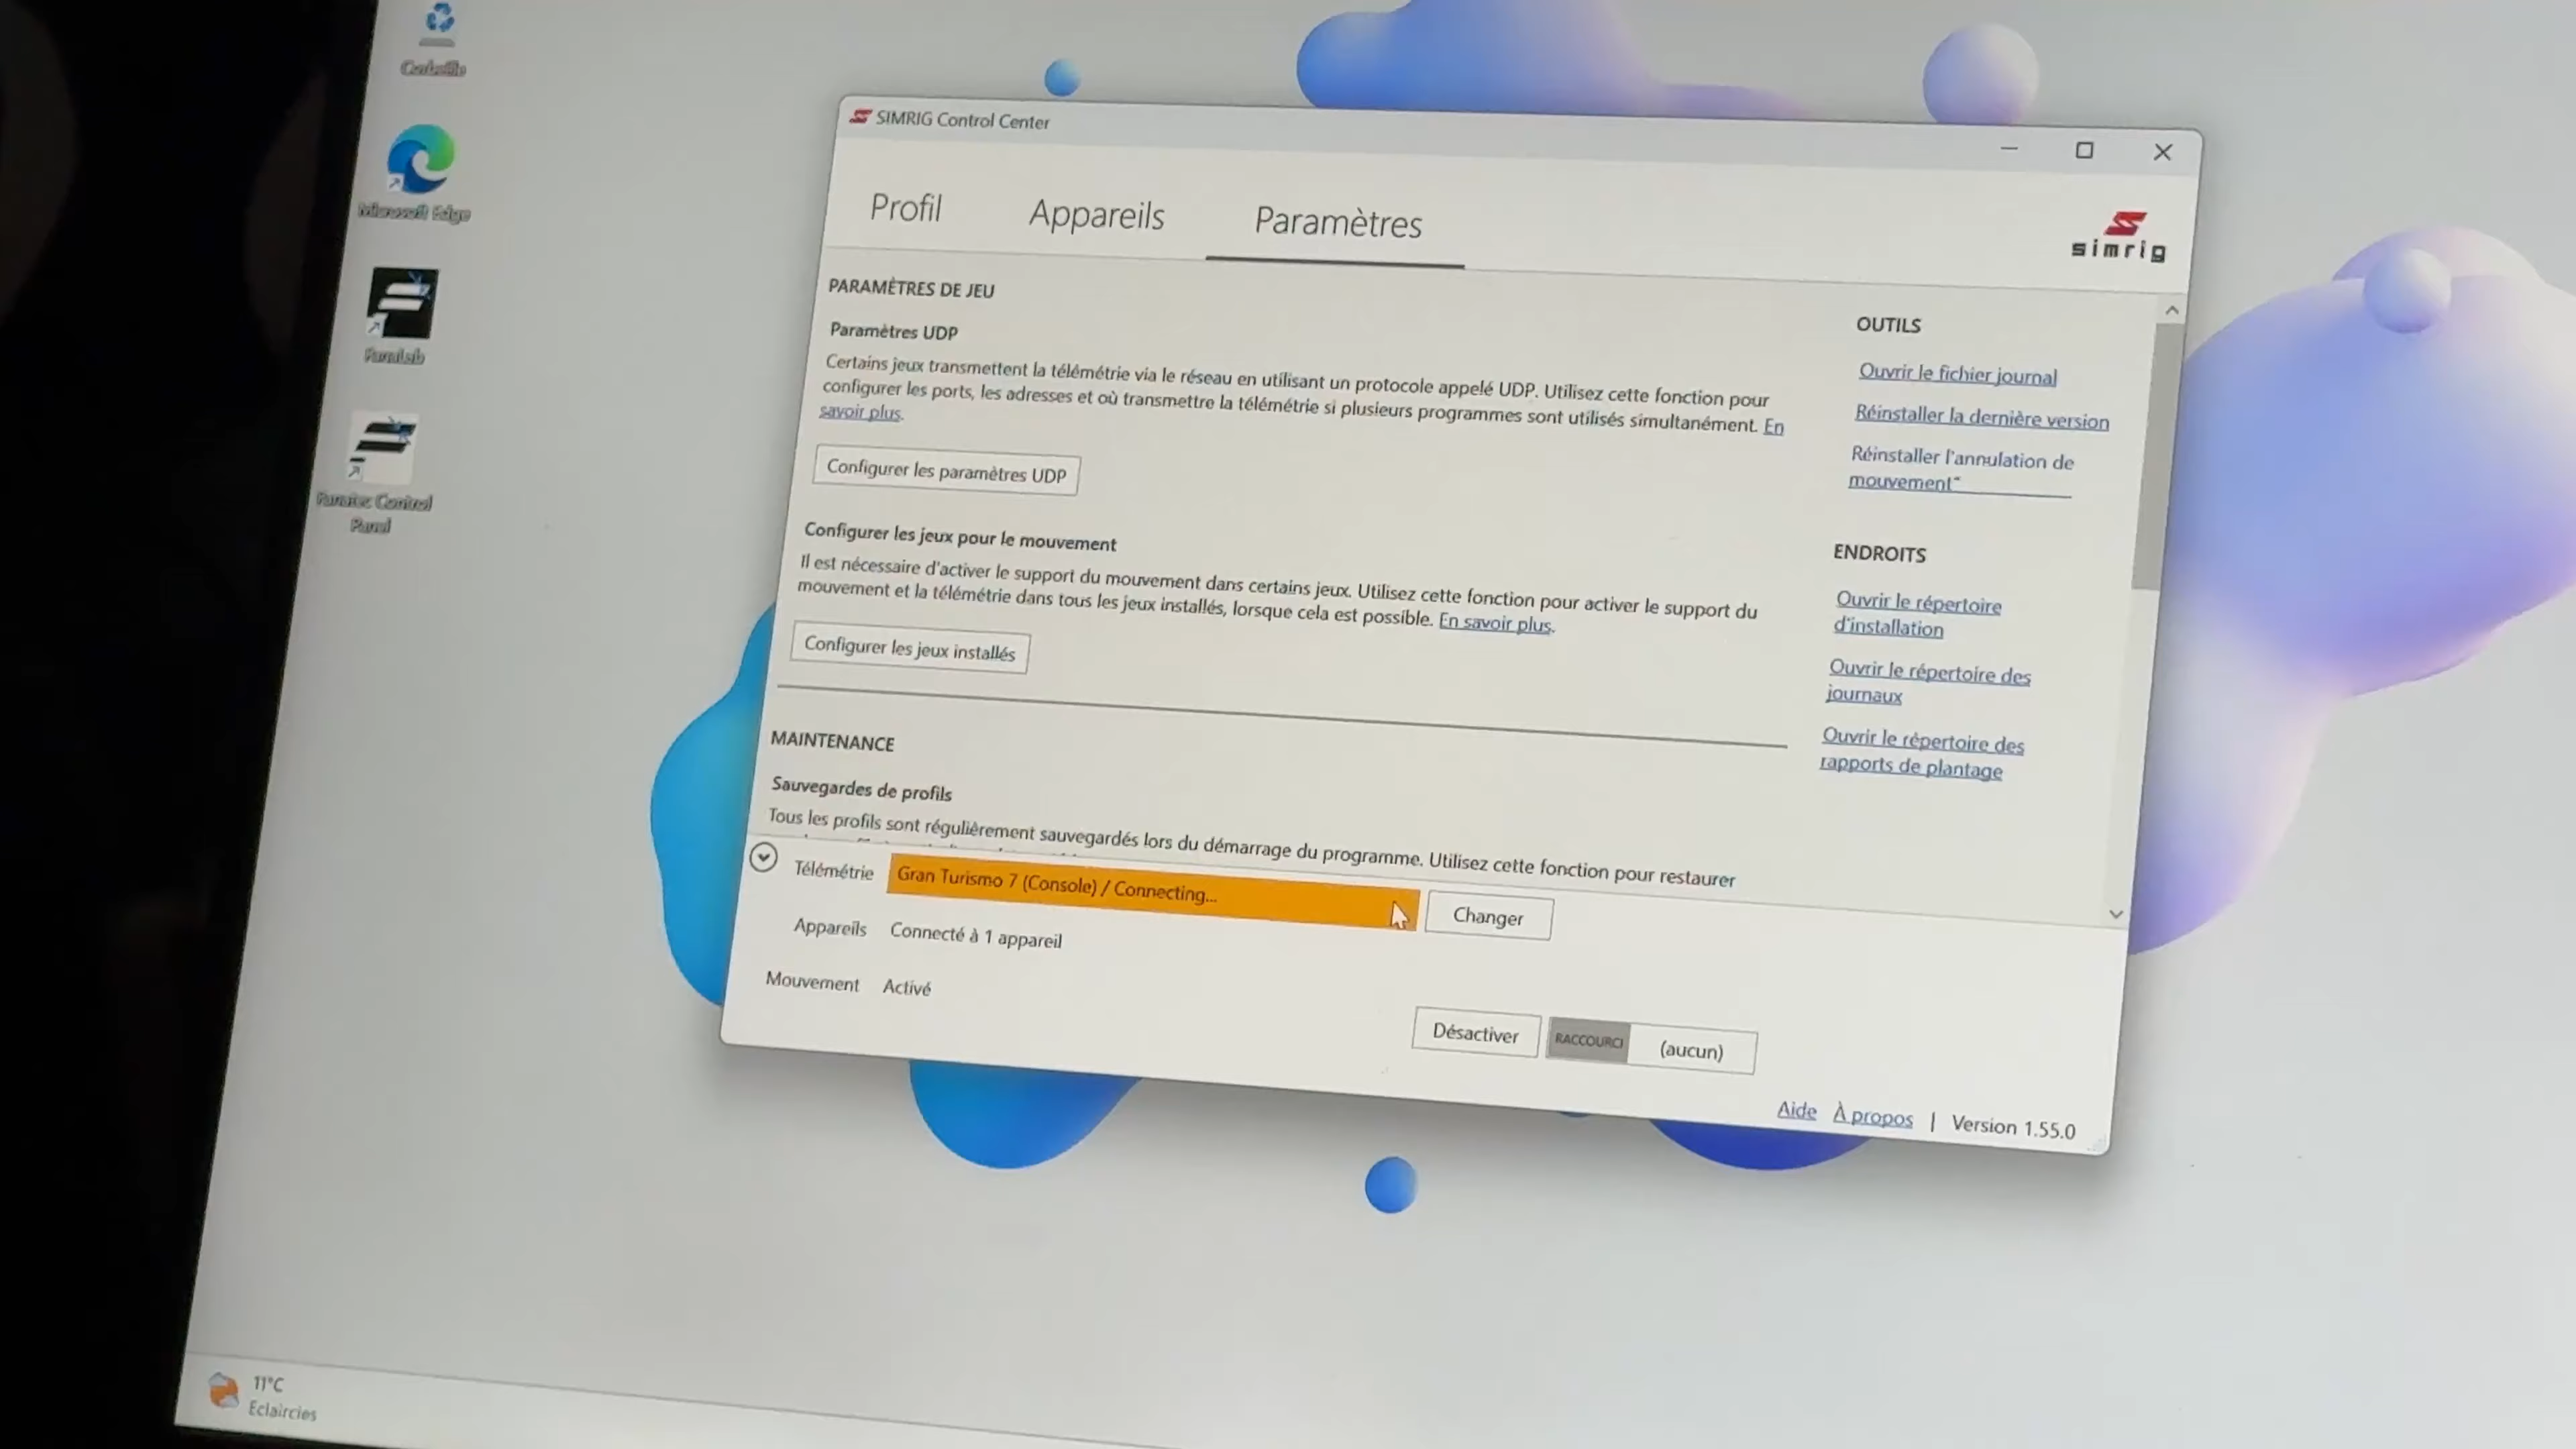 Corbeille
Microsoft Edge
FanaLab
Fanatec Control
Panel
SIMRIG Control Center
Profil
Appareils
Paramètres
simrig
PARAMÈTRES DE JEU
Paramètres UDP
Certains jeux transmettent la télémétrie via le réseau en utilisant un protocole appelé UDP. Utilisez cette fonction pour
configurer les ports, les adresses et où transmettre la télémétrie si plusieurs programmes sont utilisés simultanément. En
savoir plus.
Configurer les paramètres UDP
Configurer les jeux pour le mouvement
Il est nécessaire d'activer le support du mouvement dans certains jeux. Utilisez cette fonction pour activer le support du
mouvement et la télémétrie dans tous les jeux installés, lorsque cela est possible. En savoir plus.
Configurer les jeux installés
MAINTENANCE
Sauvegardes de profils
Tous les profils sont régulièrement sauvegardés lors du démarrage du programme. Utilisez cette fonction pour restaurer
OUTILS
Ouvrir le fichier journal
Réinstaller la dernière version
Réinstaller l'annulation de
mouvement"
ENDROITS
Ouvrir le répertoire
d'installation
Ouvrir le répertoire des
journaux
Ouvrir le répertoire des
rapports de plantage
Télémétrie
Gran Turismo 7 (Console) / Connecting...
Changer
Appareils
Connecté à 1 appareil
Mouvement
Activé
Désactiver
RACCOURCI
(aucun)
Aide
À propos
| Version 1.55.0
11°C
Eclaircies